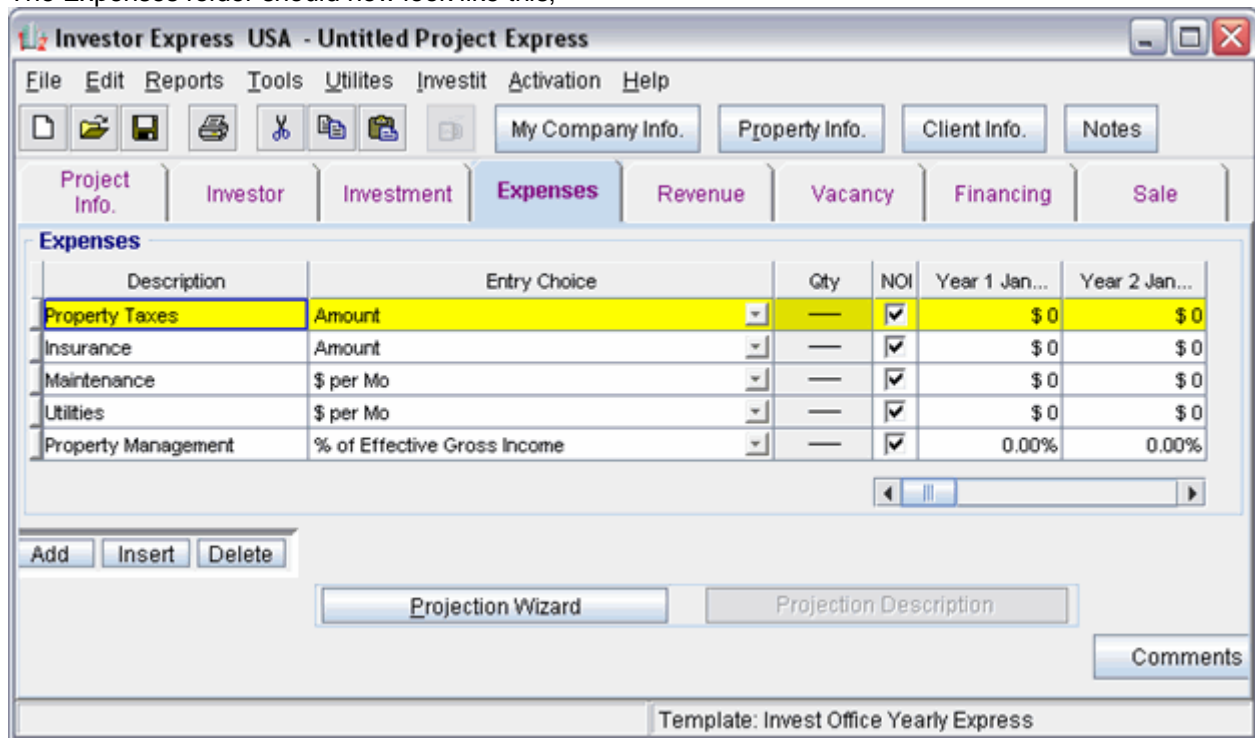 The Expenses folder should now look like this;
Investor Express USA - Untitled Project Express
File Edit Reports Tools Utilites Investit Activation Help
My Company Info. Property Info. Client Info. Notes
Project Info. Investor Investment Expenses Revenue Vacancy Financing Sale
Expenses
Description Entry Choice Qty NOI Year 1 Jan... Year 2 Jan...
Property Taxes Amount — $ 0 $ 0
Insurance Amount — $ 0 $ 0
Maintenance $ per Mo — $ 0 $ 0
Utilities $ per Mo — $ 0 $ 0
Property Management % of Effective Gross Income — 0.00% 0.00%
Add Insert Delete
Projection Wizard Projection Description
Comments
Template: Invest Office Yearly Express